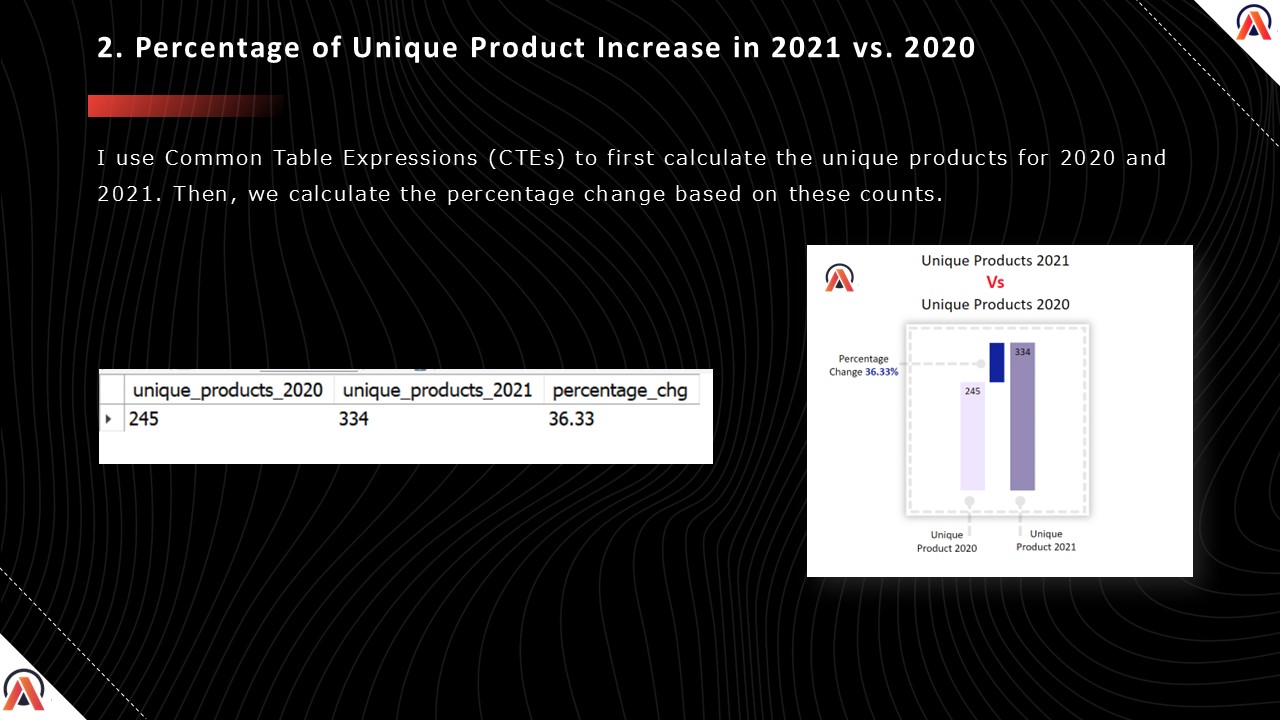 2. Percentage of Unique Product Increase in 2021 vs. 2020
I use Common Table Expressions (CTEs) to first calculate the unique products for 2020 and
2021. Then, we calculate the percentage change based on these counts.
unique_products_2020 unique_products_2021 percentage_chg
245 334 36.33
Unique Products 2021
Vs
Unique Products 2020
334
Percentage
Change 36.33%
245
Unique
Product 2020
Unique
Product 2021